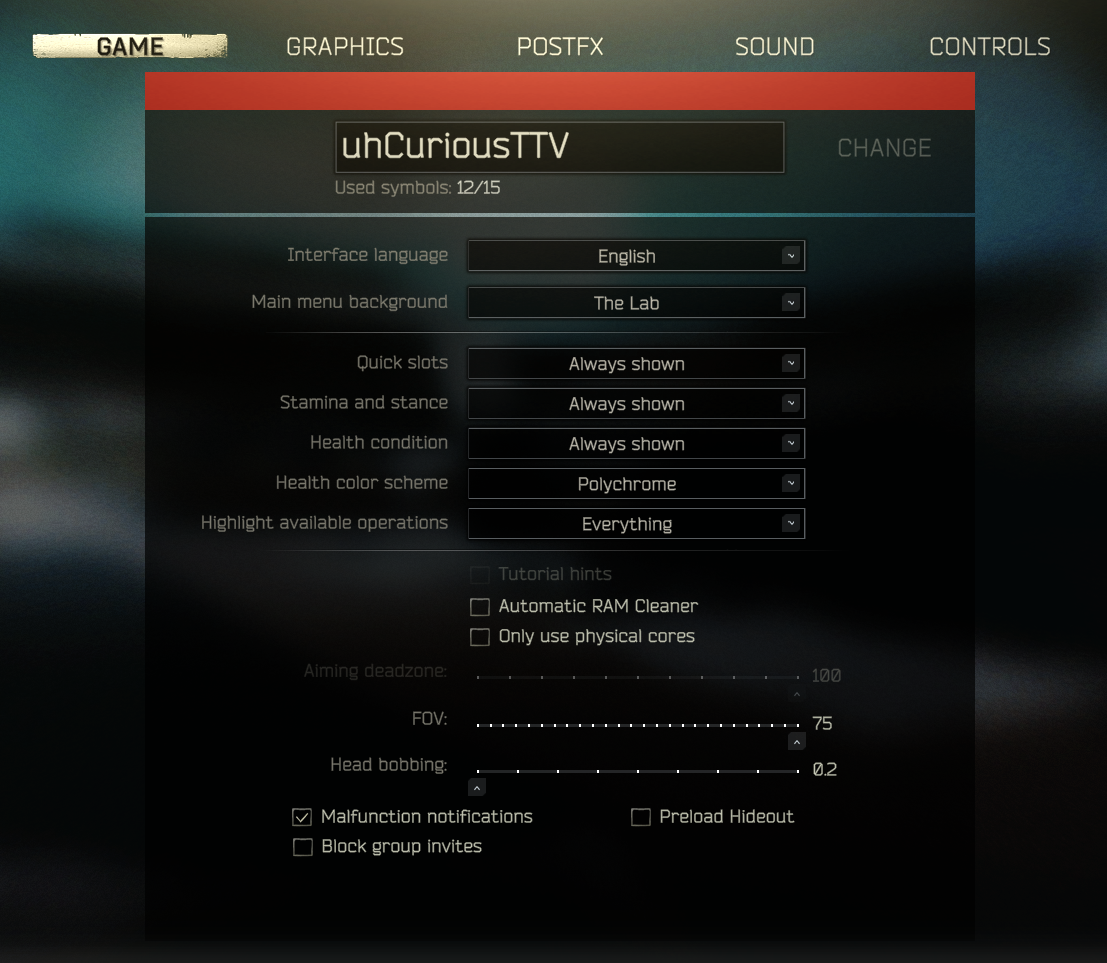 GAME GRAPHICS POSTFX SOUND CONTROLS
uhCuriousTTV CHANGE
Used symbols: 12/15
Interface language English
Main menu background The Lab
Quick slots Always shown
Stamina and stance Always shown
Health condition Always shown
Health color scheme Polychrome
Highlight available operations Everything
Tutorial hints
Automatic RAM Cleaner
Only use physical cores
Aiming deadzone: 100
FOV: 75
Head bobbing: 0.2
Malfunction notifications Preload Hideout
Block group invites